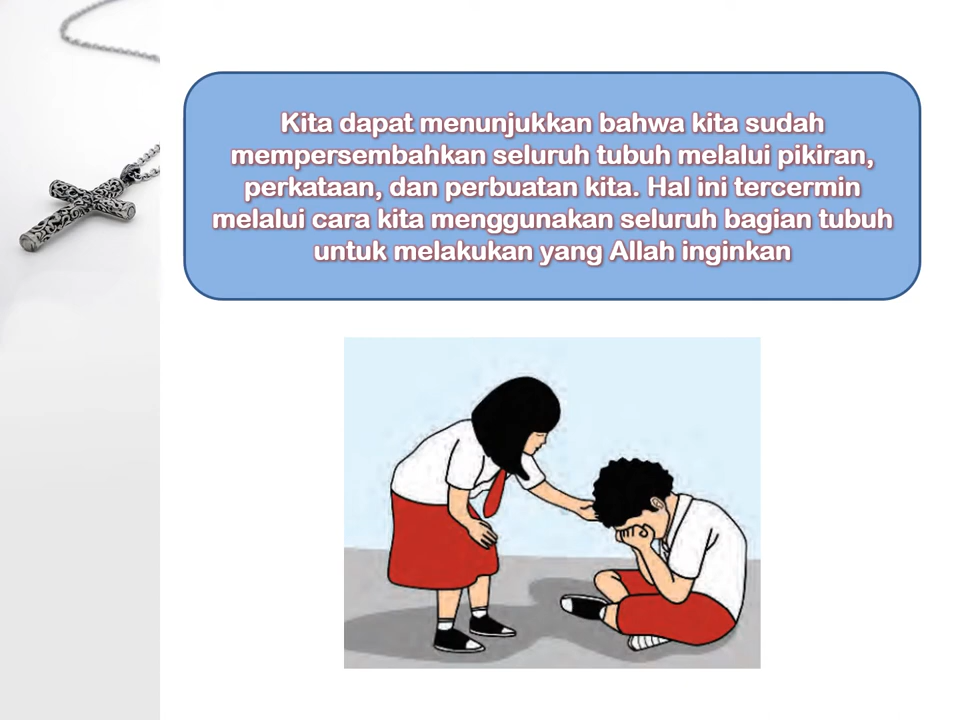 Kita dapat menunjukkan bahwa kita sudah
mempersembahkan seluruh tubuh melalui pikiran,
perkataan, dan perbuatan kita. Hal ini tercermin
melalui cara kita menggunakan seluruh bagian tubuh
untuk melakukan yang Allah inginkan